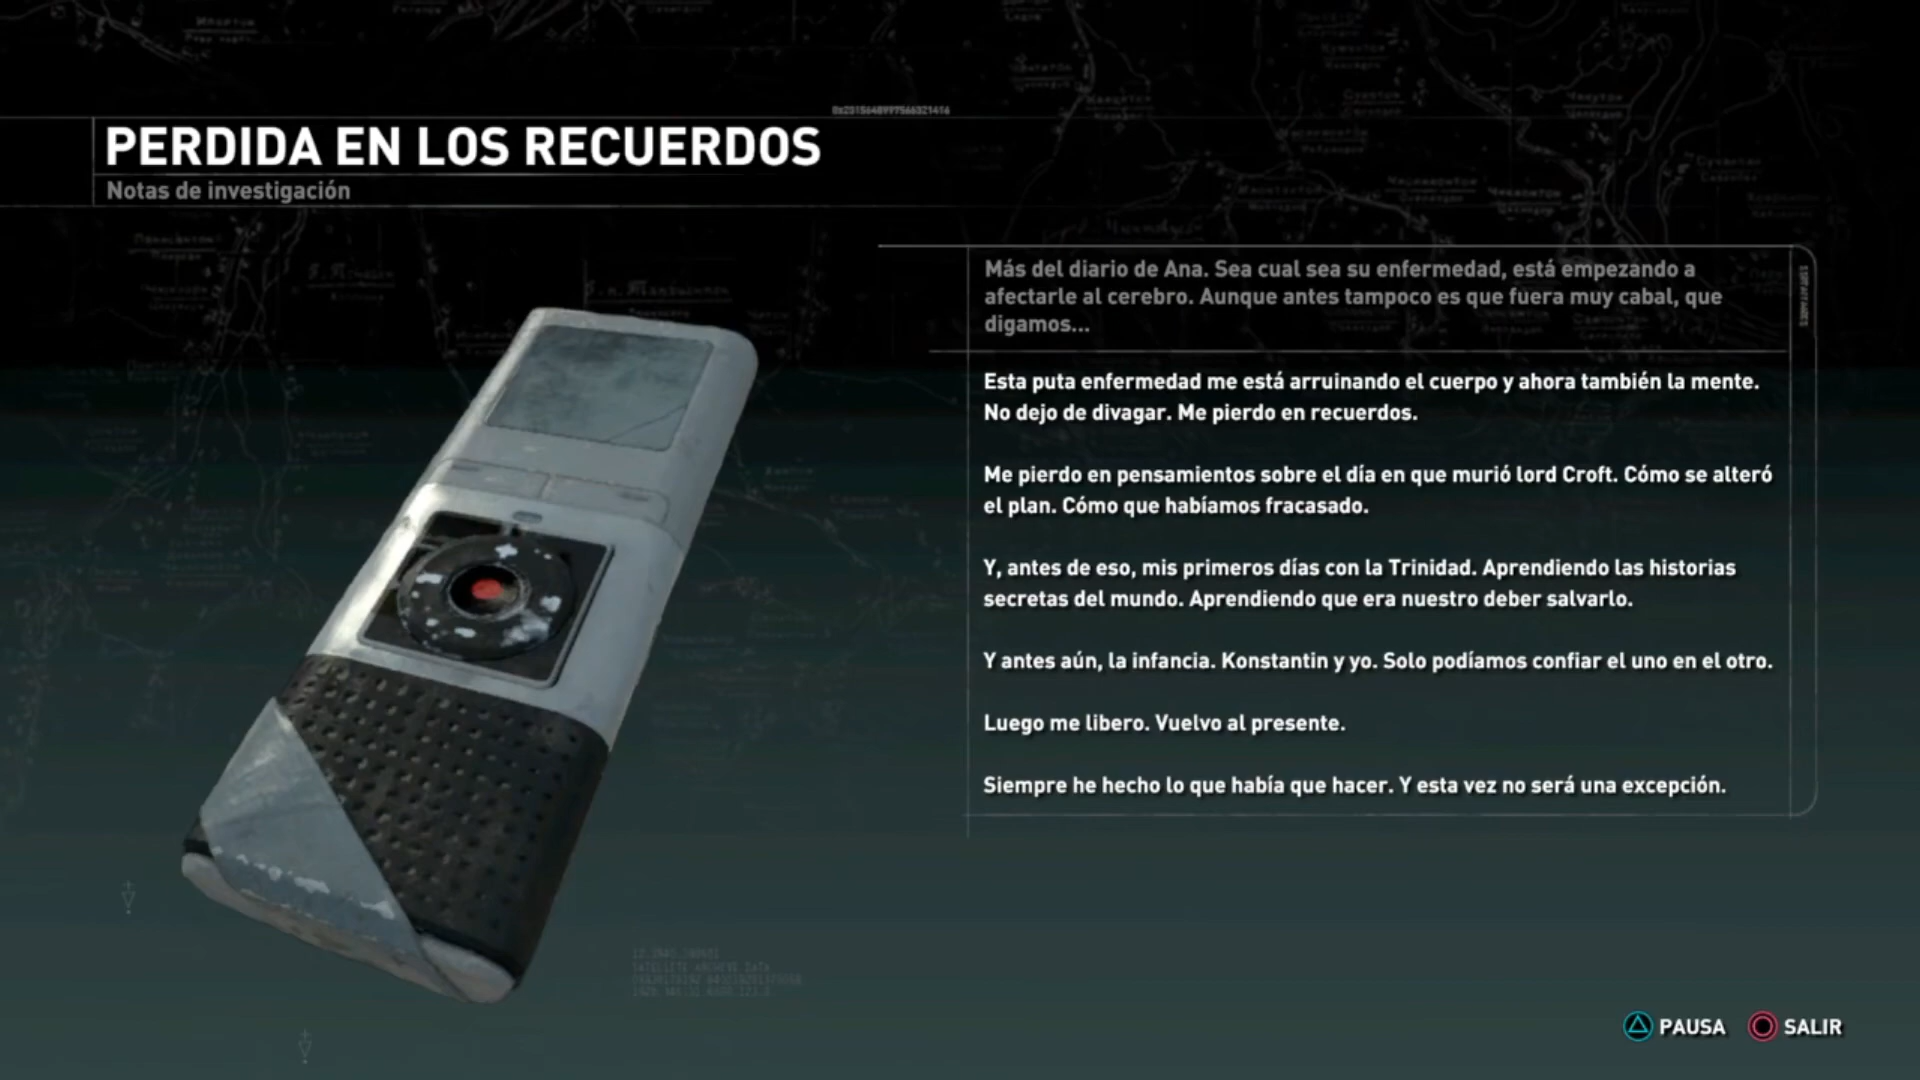 0x2015648997566321416
PERDIDA EN LOS RECUERDOS
Notas de investigación
Más del diario de Ana. Sea cual sea su enfermedad, está empezando a
afectarle al cerebro. Aunque antes tampoco es que fuera muy cabal, que
digamos...
Esta puta enfermedad me está arruinando el cuerpo y ahora también la mente.
No dejo de divagar. Me pierdo en recuerdos.
Me pierdo en pensamientos sobre el día en que murió lord Croft. Cómo se alteró
el plan. Cómo que habíamos fracasado.
Y, antes de eso, mis primeros días con la Trinidad. Aprendiendo las historias
secretas del mundo. Aprendiendo que era nuestro deber salvarlo.
Y antes aún, la infancia. Konstantin y yo. Solo podíamos confiar el uno en el otro.
Luego me libero. Vuelvo al presente.
Siempre he hecho lo que había que hacer. Y esta vez no será una excepción.
PAUSA
SALIR